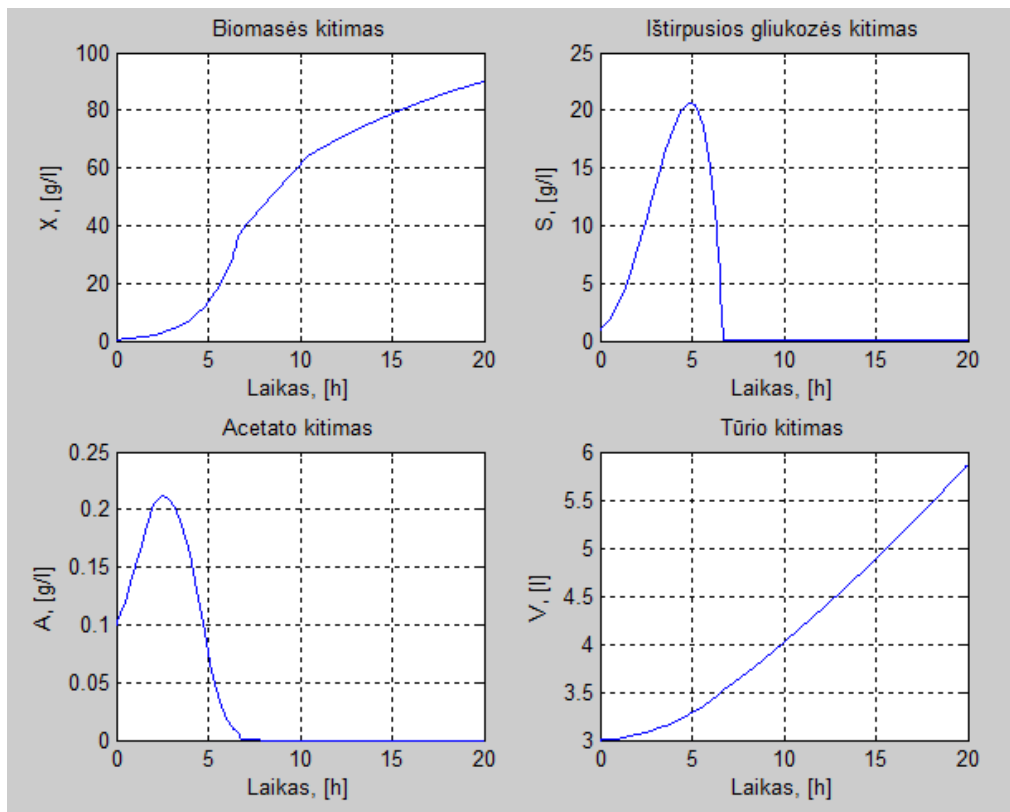 Biomasės kitimas
100
80
60
40
20
0
X, [g/l]
0 5 10 15 20
Laikas, [h]
Ištirpusios gliukozės kitimas
25
20
15
10
5
0
S, [g/l]
0 5 10 15 20
Laikas, [h]
Acetato kitimas
0.25
0.2
0.15
0.1
0.05
0
A, [g/l]
0 5 10 15 20
Laikas, [h]
Tūrio kitimas
6
5.5
5
4.5
4
3.5
3
V, [l]
0 5 10 15 20
Laikas, [h]